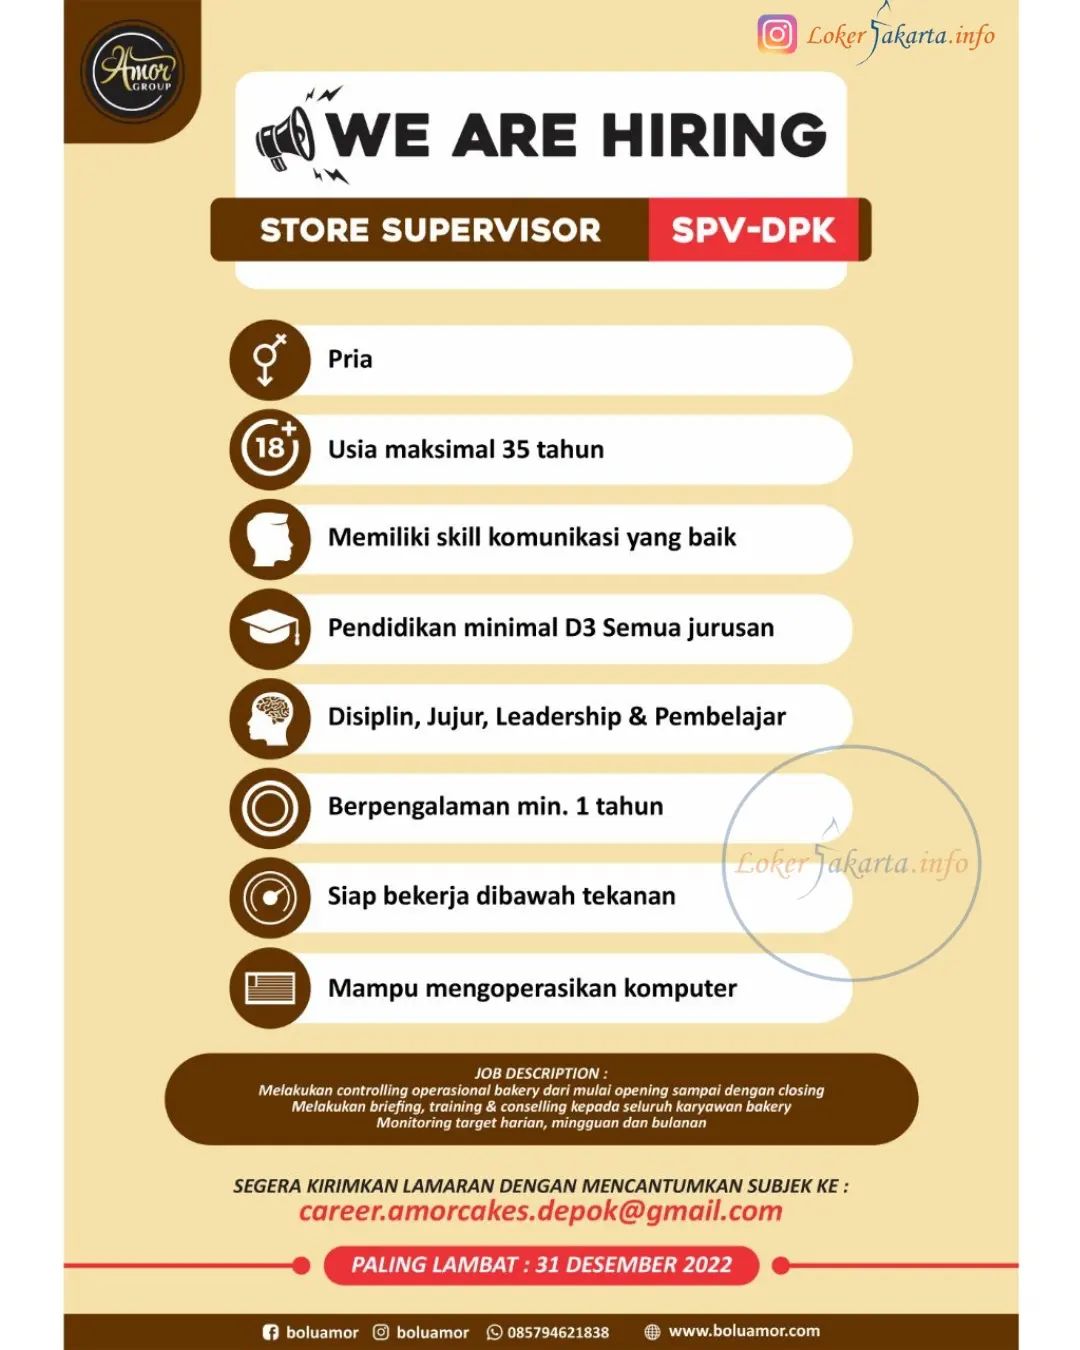 Amor
GROUP
Loker Jakarta.info
WE ARE HIRING
STORE SUPERVISOR SPV-DPK
Pria
18+
Usia maksimal 35 tahun
Memiliki skill komunikasi yang baik
Pendidikan minimal D3 Semua jurusan
Disiplin, Jujur, Leadership & Pembelajar
Berpengalaman min. 1 tahun
Loker Jakarta.info
Siap bekerja dibawah tekanan
Mampu mengoperasikan komputer
JOB DESCRIPTION :
Melakukan controlling operasional bakery dari mulai opening sampai dengan closing
Melakukan briefing, training & conselling kepada seluruh karyawan bakery
Monitoring target harian, mingguan dan bulanan
SEGERA KIRIMKAN LAMARAN DENGAN MENCANTUMKAN SUBJEK KE :
career.amorcakes.depok@gmail.com
PALING LAMBAT : 31 DESEMBER 2022
boluamor boluamor 085794621838 www.boluamor.com